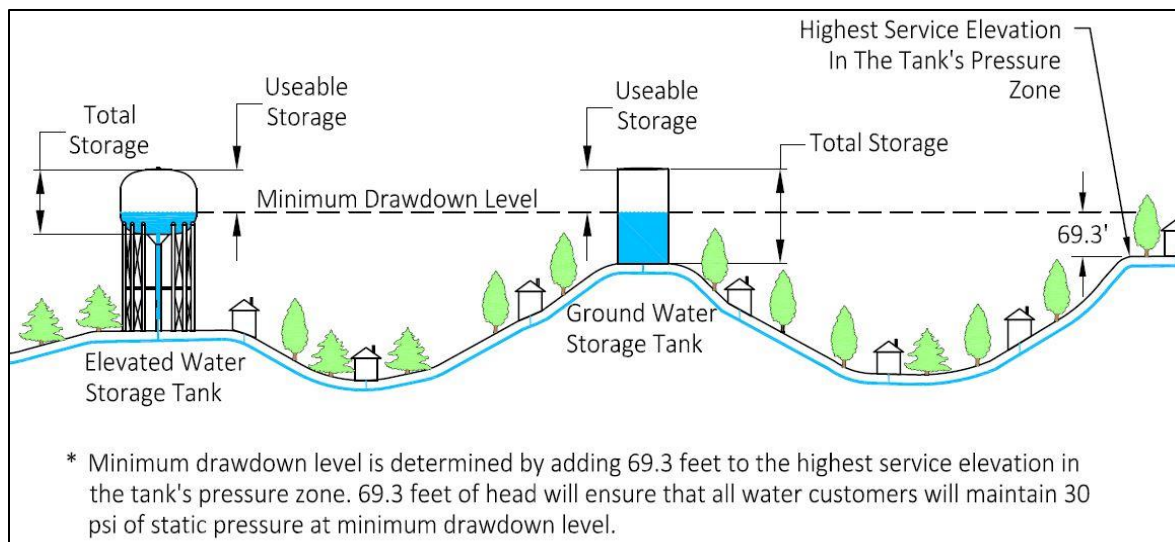 Highest Service Elevation
In The Tank's Pressure
Zone
Useable
Storage
Total
Storage
Useable
Storage
Total Storage
Minimum Drawdown Level
69.3'
Ground Water
Storage Tank
Elevated Water
Storage Tank
* Minimum drawdown level is determined by adding 69.3 feet to the highest service elevation in
the tank's pressure zone. 69.3 feet of head will ensure that all water customers will maintain 30
psi of static pressure at minimum drawdown level.